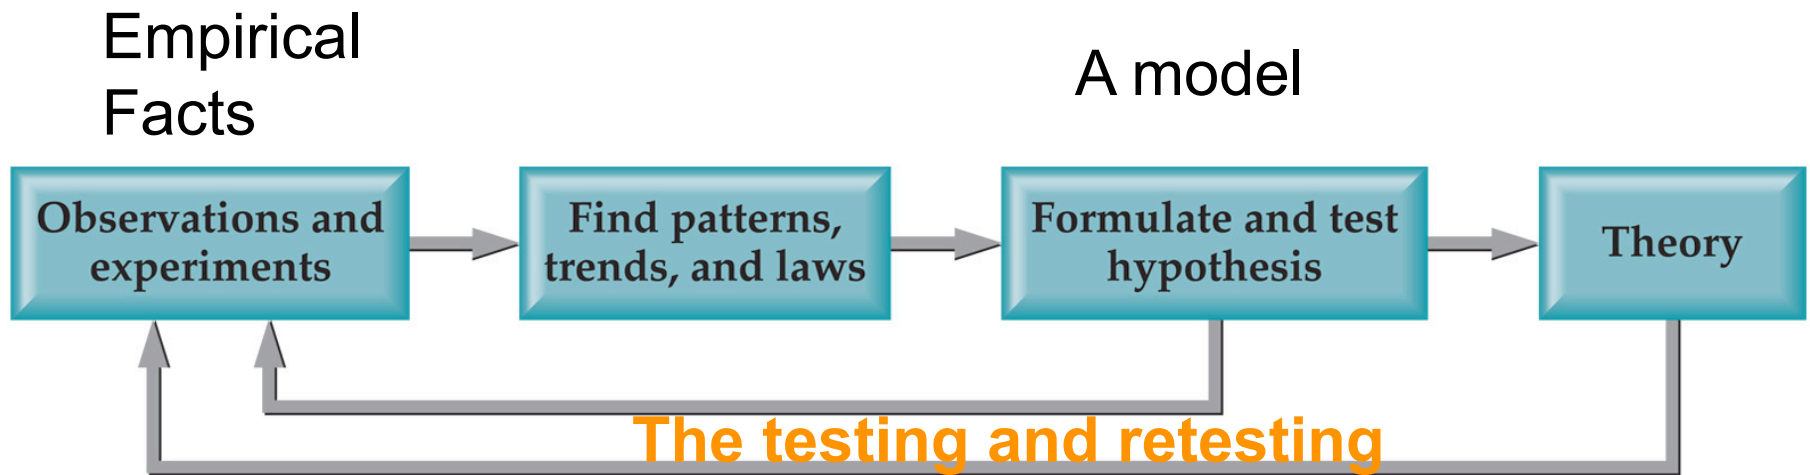 Empirical
Facts
A model
Observations and
experiments
Find patterns,
trends, and laws
Formulate and test
hypothesis
Theory
The testing and retesting